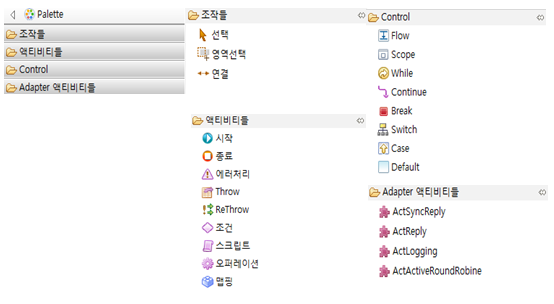 Palette
조작들
액티비티들
Control
Adapter 액티비티들
조작들
선택
영역선택
연결
액티비티들
시작
종료
에러처리
Throw
ReThrow
조건
스크립트
오퍼레이션
맵핑
Control
Flow
Scope
While
Continue
Break
Switch
Case
Default
Adapter 액티비티들
ActSyncReply
ActReply
ActLogging
ActActiveRoundRobine